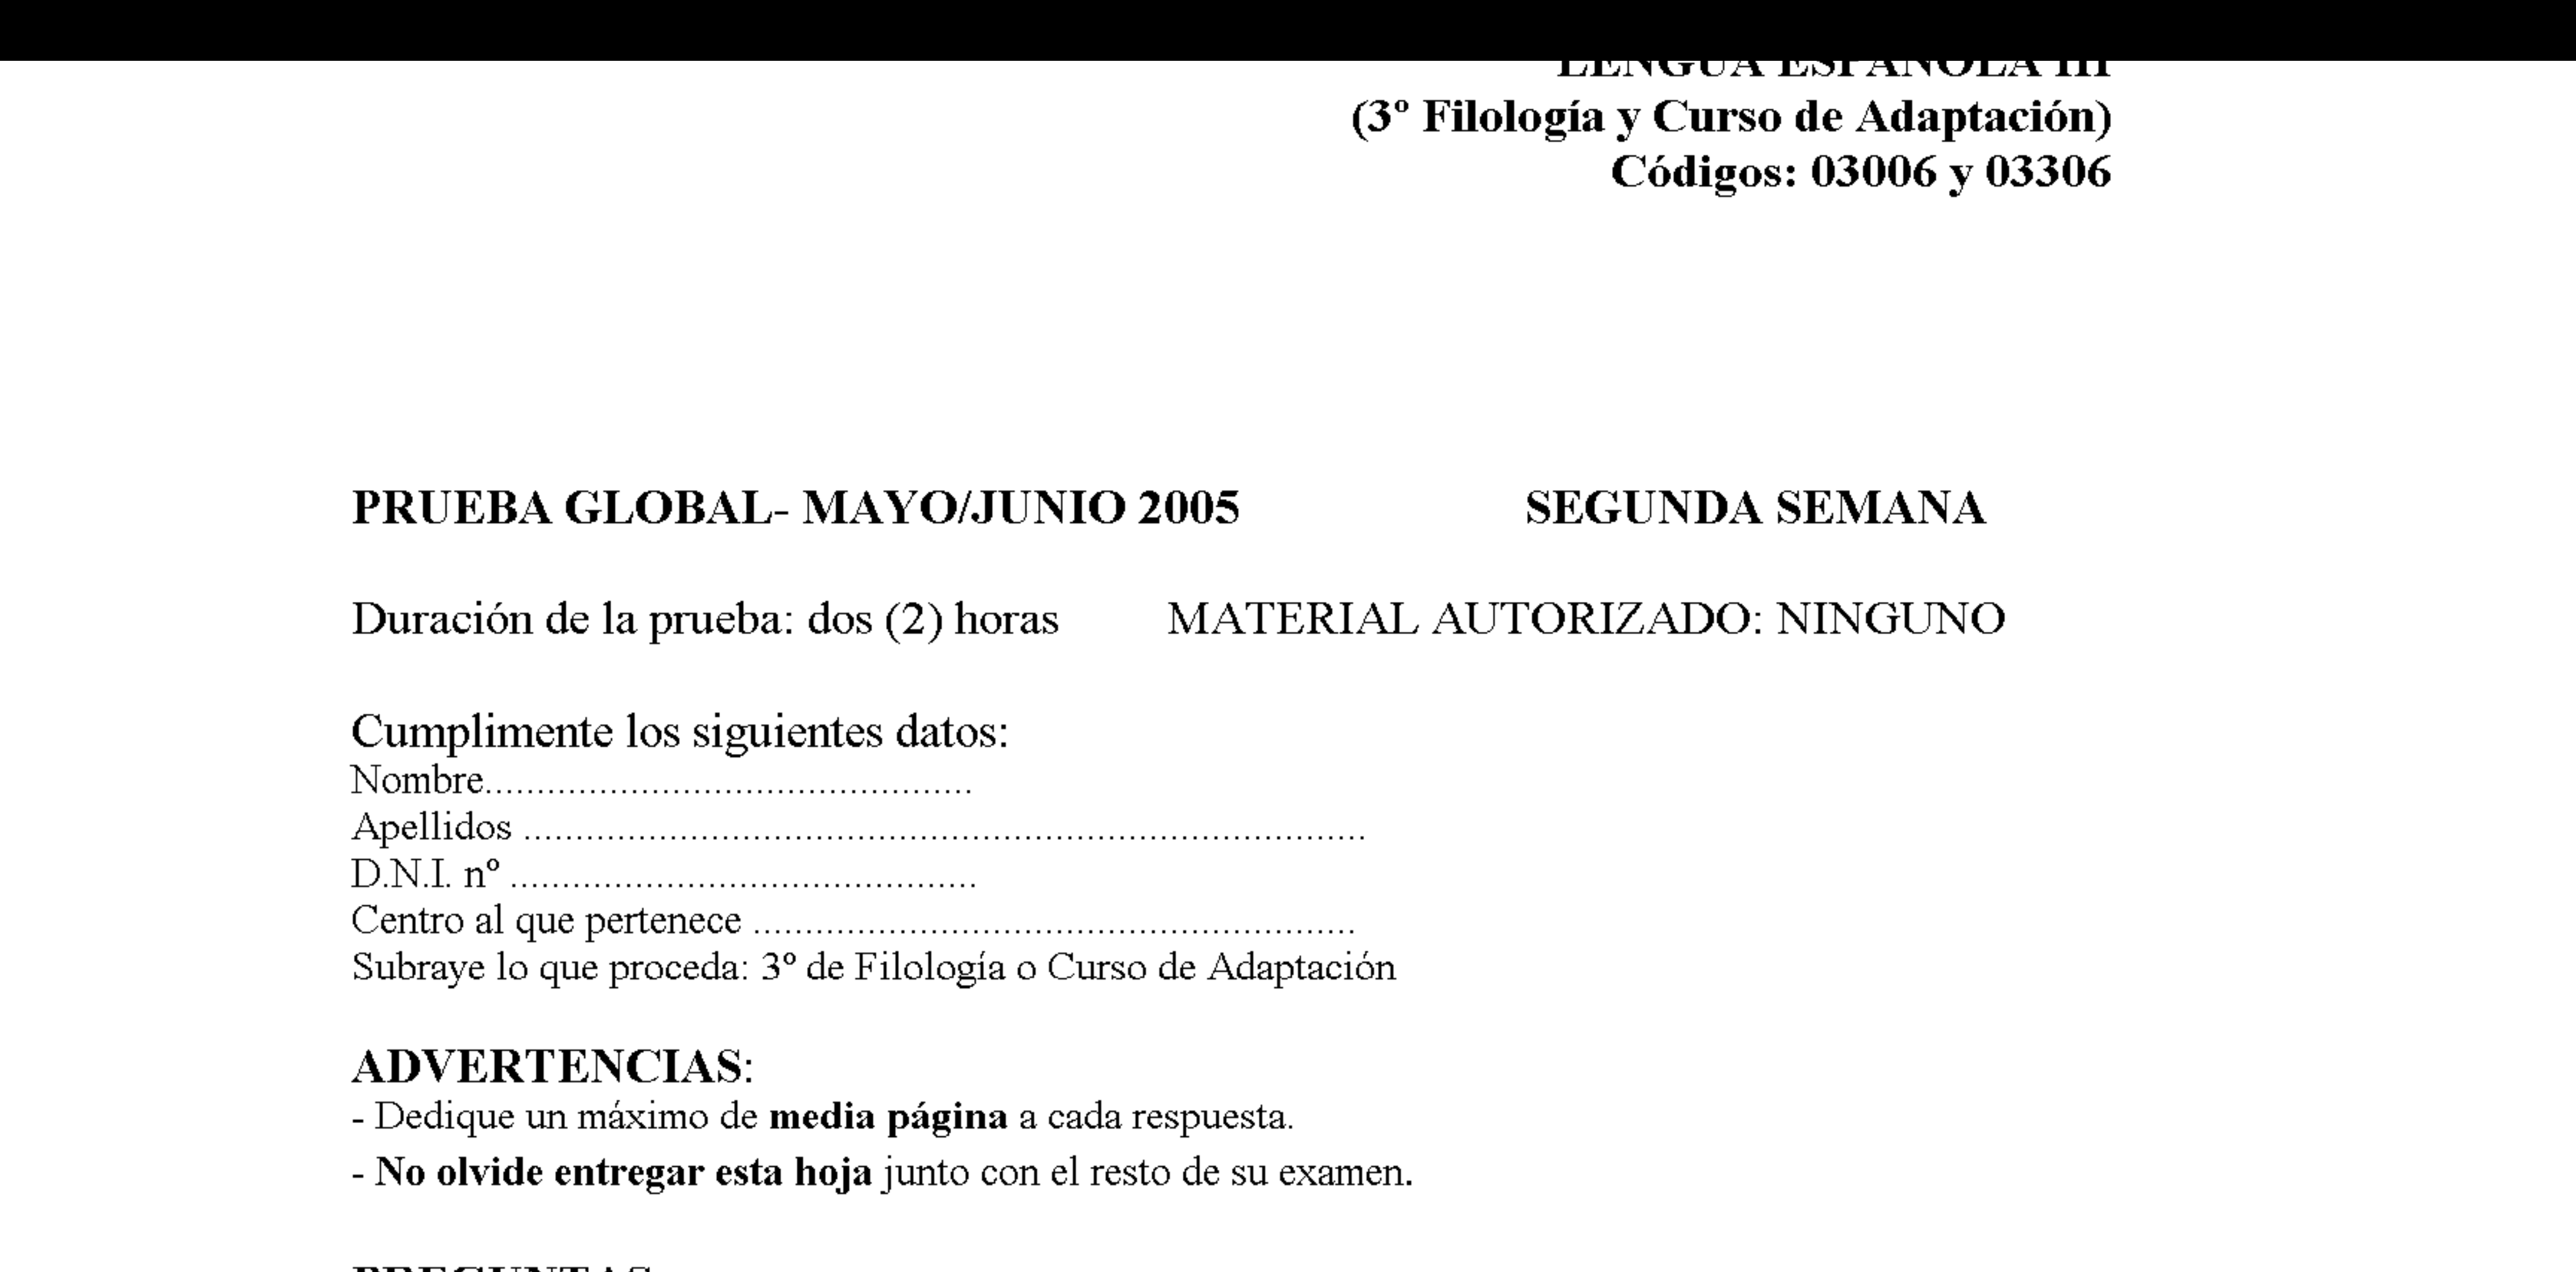 LENGUA ESPAÑOLA III
(3º Filología y Curso de Adaptación)
Códigos: 03006 y 03306
PRUEBA GLOBAL- MAYO/JUNIO 2005 SEGUNDA SEMANA
Duración de la prueba: dos (2) horas MATERIAL AUTORIZADO: NINGUNO
Cumplimente los siguientes datos:
Nombre...............................................
Apellidos .................................................................................
D.N.I. nº .............................................
Centro al que pertenece ..........................................................
Subraye lo que proceda: 3º de Filología o Curso de Adaptación
ADVERTENCIAS:
- Dedique un máximo de media página a cada respuesta.
- No olvide entregar esta hoja junto con el resto de su examen.
PREGUNTAS